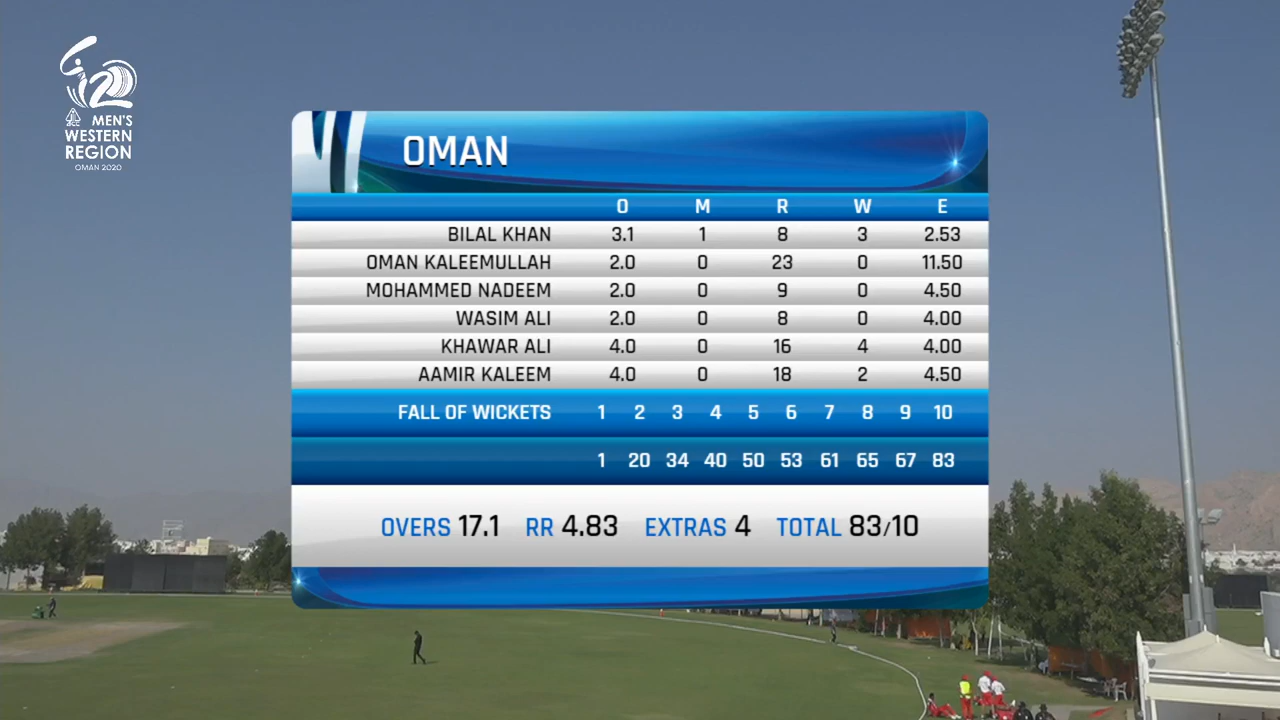 T20
MEN'S
WESTERN
REGION
OMAN 2020
OMAN
O M R W E
BILAL KHAN 3.1 1 8 3 2.53
OMAN KALEEMULLAH 2.0 0 23 0 11.50
MOHAMMED NADEEM 2.0 0 9 0 4.50
WASIM ALI 2.0 0 8 0 4.00
KHAWAR ALI 4.0 0 16 4 4.00
AAMIR KALEEM 4.0 0 18 2 4.50
FALL OF WICKETS 1 2 3 4 5 6 7 8 9 10
1 20 34 40 50 53 61 65 67 83
OVERS 17.1 RR 4.83 EXTRAS 4 TOTAL 83/10